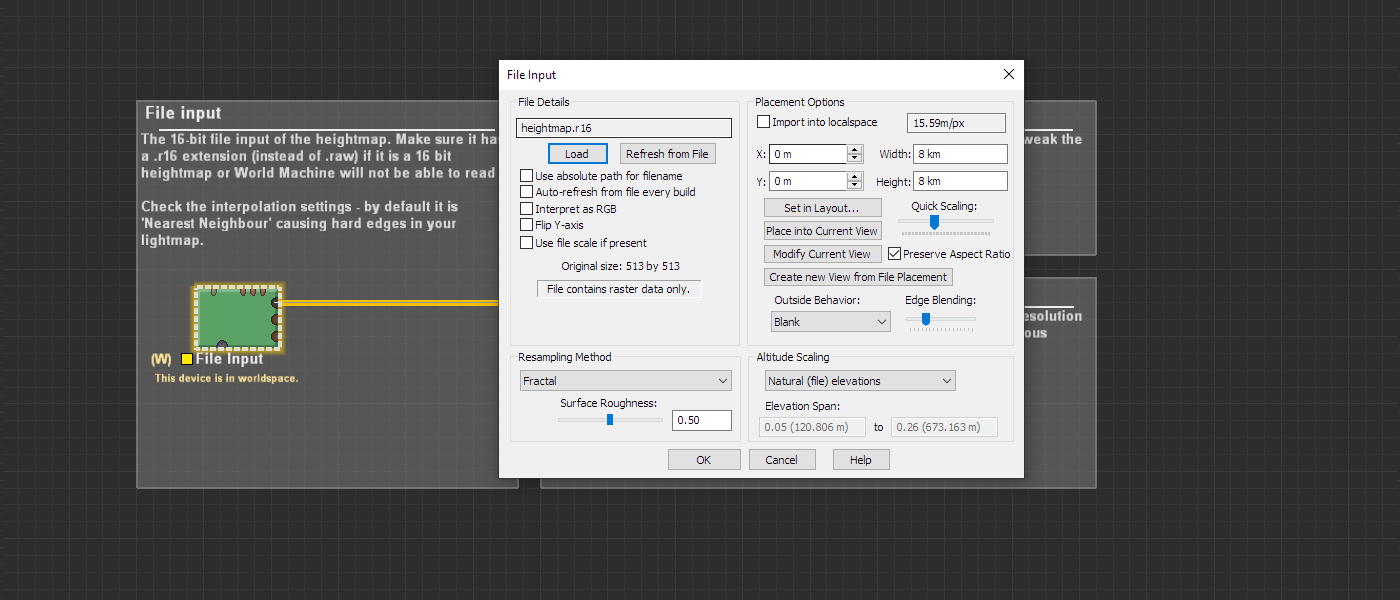 File input
The 16-bit file input of the heightmap. Make sure it ha
a .r16 extension (instead of .raw) if it is a 16 bit
heightmap or World Machine will not be able to read
Check the interpolation settings - by default it is
'Nearest Neighbour' causing hard edges in your
lightmap.
(W) File Input
This device is in worldspace.
File Input
File Details
heightmap.r16
Load Refresh from File
Use absolute path for filename
Auto-refresh from file every build
Interpret as RGB
Flip Y-axis
Use file scale if present
Original size: 513 by 513
File contains raster data only.
Resampling Method
Fractal
Surface Roughness:
0.50
Placement Options
Import into localspace 15.59m/px
X: 0 m Width: 8 km
Y: 0 m Height: 8 km
Set in Layout... Quick Scaling:
Place into Current View
Modify Current View Preserve Aspect Ratio
Create new View from File Placement
Outside Behavior: Edge Blending:
Blank
Altitude Scaling
Natural (file) elevations
Elevation Span:
0.05 (120.806 m) to 0.26 (673.163 m)
OK Cancel Help
weak the
esolution
ous